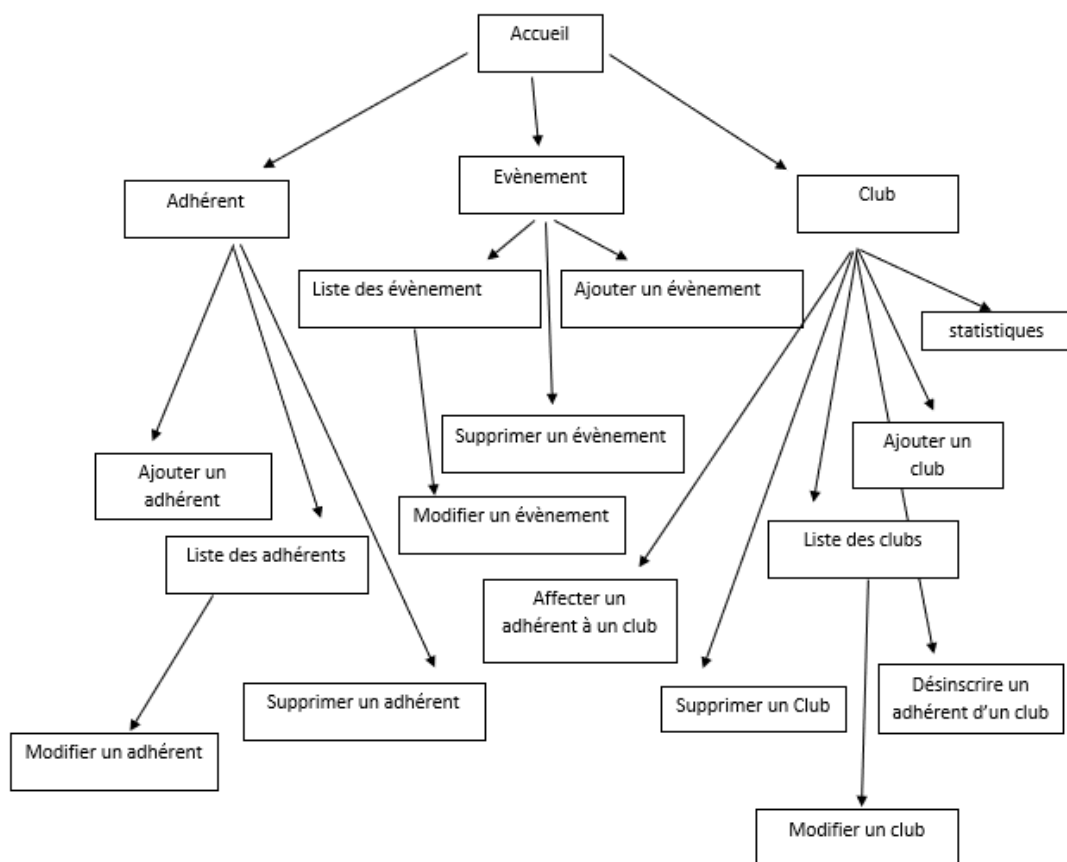 Accueil
Evènement
Adhérent
Club
Liste des évènement
Ajouter un évènement
statistiques
Supprimer un évènement
Ajouter un
club
Ajouter un
adhérent
Modifier un évènement
Liste des adhérents
Liste des clubs
Affecter un
adhérent à un club
Supprimer un adhérent
Supprimer un Club
Désinscrire un
adhérent d’un club
Modifier un adhérent
Modifier un club